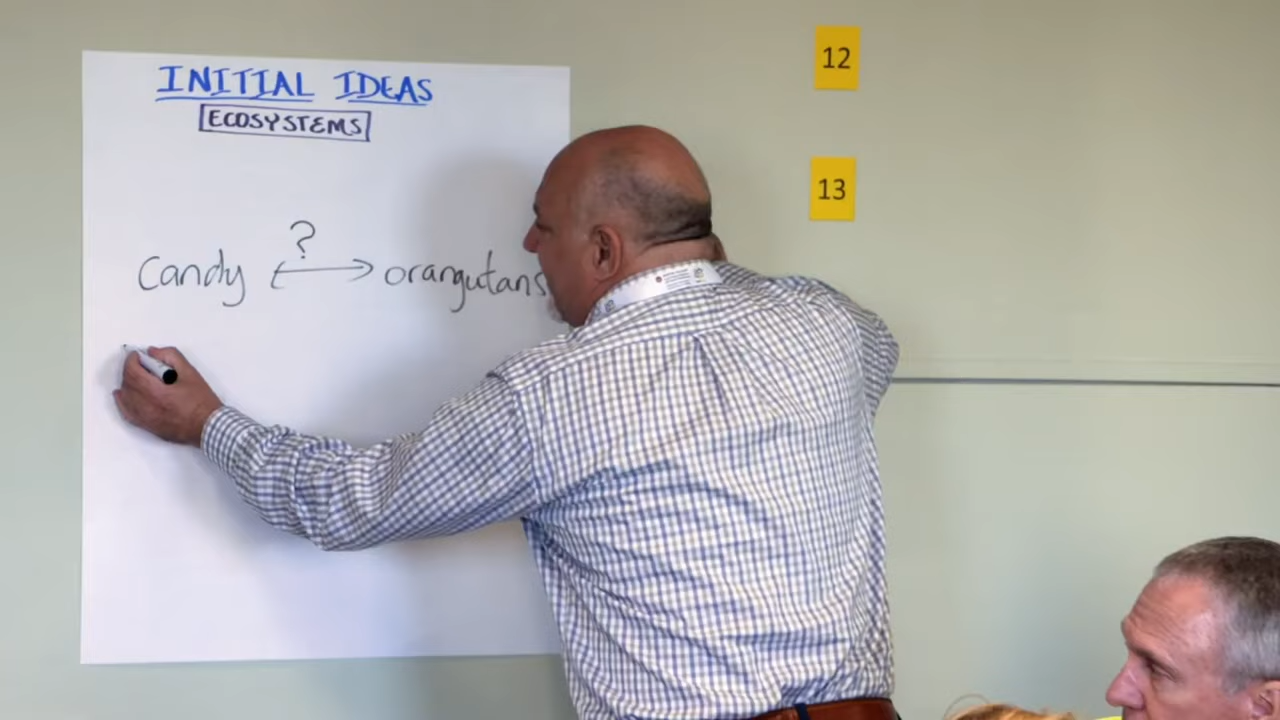 INITIAL IDEAS
ECOSYSTEMS
?
Candy ↔ orangutans
12
13